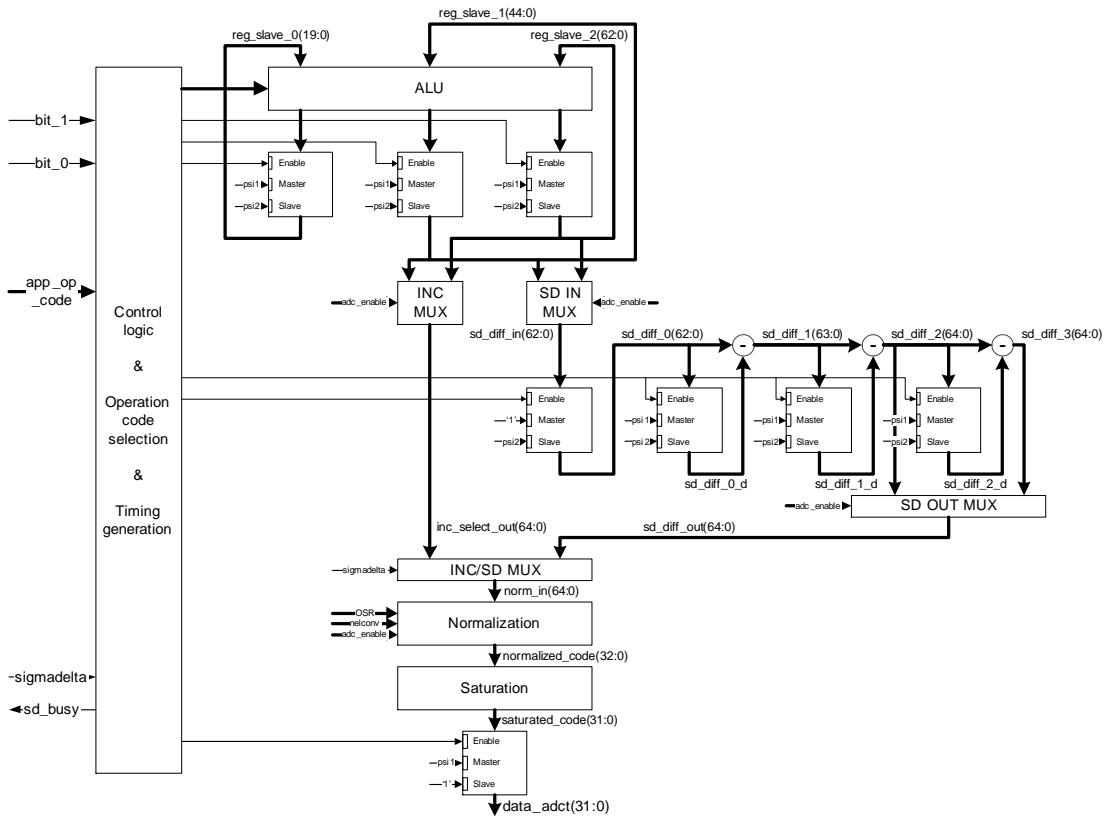 reg_slave_1(44:0)
reg_slave_0(19:0)
reg_slave_2(62:0)
ALU
bit_1
bit_0
Enable
Master
Slave
psi1
psi2
Enable
Master
Slave
psi1
psi2
Enable
Master
Slave
psi1
psi2
app_op
_code
Control
logic
&
Operation
code
selection
&
Timing
generation
adc_enable
INC
MUX
SD IN
MUX
adc_enable
sd_diff_in(62:0)
sd_diff_0(62:0)
sd_diff_1(63:0)
sd_diff_2(64:0)
sd_diff_3(64:0)
-
-
-
Enable
Master
Slave
'1'
psi2
Enable
Master
Slave
psi1
psi2
Enable
Master
Slave
psi1
psi2
Enable
Master
Slave
psi1
psi2
sd_diff_0_d
sd_diff_1_d
sd_diff_2_d
adc_enable
SD OUT MUX
inc_select_out(64:0)
sd_diff_out(64:0)
sigmadelta
INC/SD MUX
norm_in(64:0)
OSR
nelconv
adc_enable
Normalization
normalized_code(32:0)
Saturation
saturated_code(31:0)
sigmadelta
sd_busy
Enable
Master
Slave
psi1
'1'
data_adct(31:0)